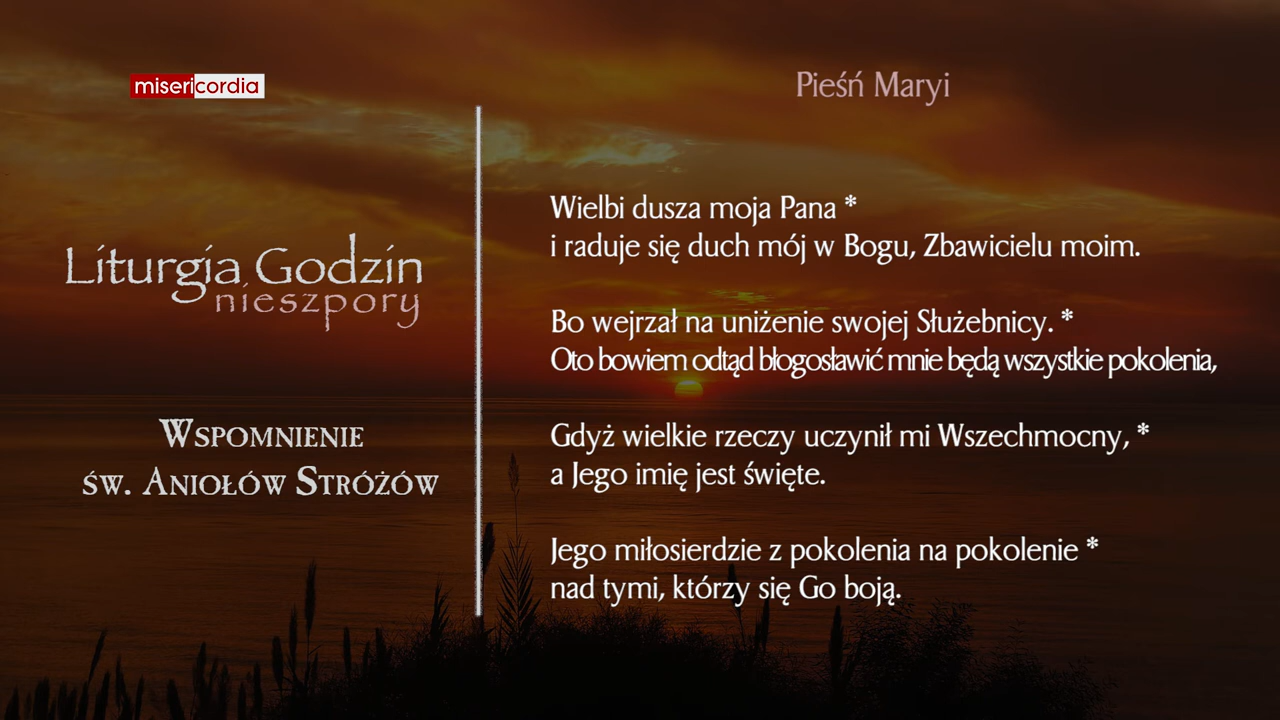 misericordia
Liturgia Godzin
nieszpory
Wspomnienie
św. Aniołów Stróżów
Pieśń Maryi
Wielbi dusza moja Pana *
i raduje się duch mój w Bogu, Zbawicielu moim.
Bo wejrzał na uniżenie swojej Służebnicy. *
Oto bowiem odtąd błogosławić mnie będą wszystkie pokolenia,
Gdyż wielkie rzeczy uczynił mi Wszechmocny, *
a Jego imię jest święte.
Jego miłosierdzie z pokolenia na pokolenie *
nad tymi, którzy się Go boją.